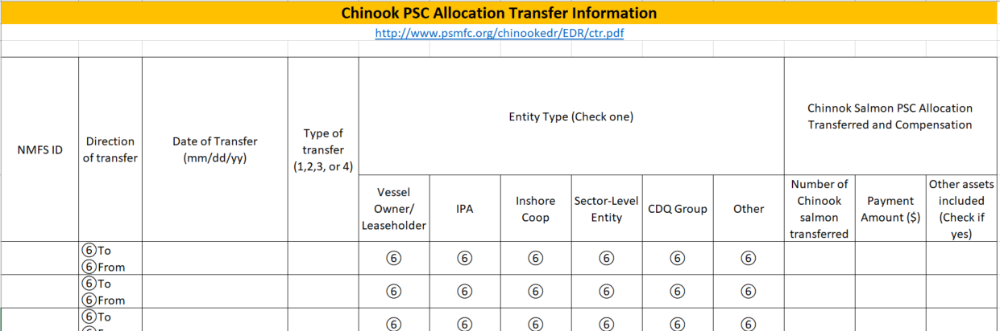 Chinook PSC Allocation Transfer Information
http://www.psmfc.org/chinookedr/EDR/ctr.pdf
NMFS ID
Direction
of transfer
Date of Transfer
(mm/dd/yy)
Type of
transfer
(1,2,3, or 4)
Entity Type (Check one)
Chinnok Salmon PSC Allocation
Transferred and Compensation
Vessel
Owner/
Leaseholder
IPA
Inshore
Coop
Sector-Level
Entity
CDQ Group
Other
Number of
Chinook
salmon
transferred
Payment
Amount ($)
Other assets
included
(Check if
yes)
⑥To
⑥From
⑥ ⑥ ⑥ ⑥ ⑥ ⑥
⑥To
⑥From
⑥ ⑥ ⑥ ⑥ ⑥ ⑥
⑥To
⑥ ⑥ ⑥ ⑥ ⑥ ⑥